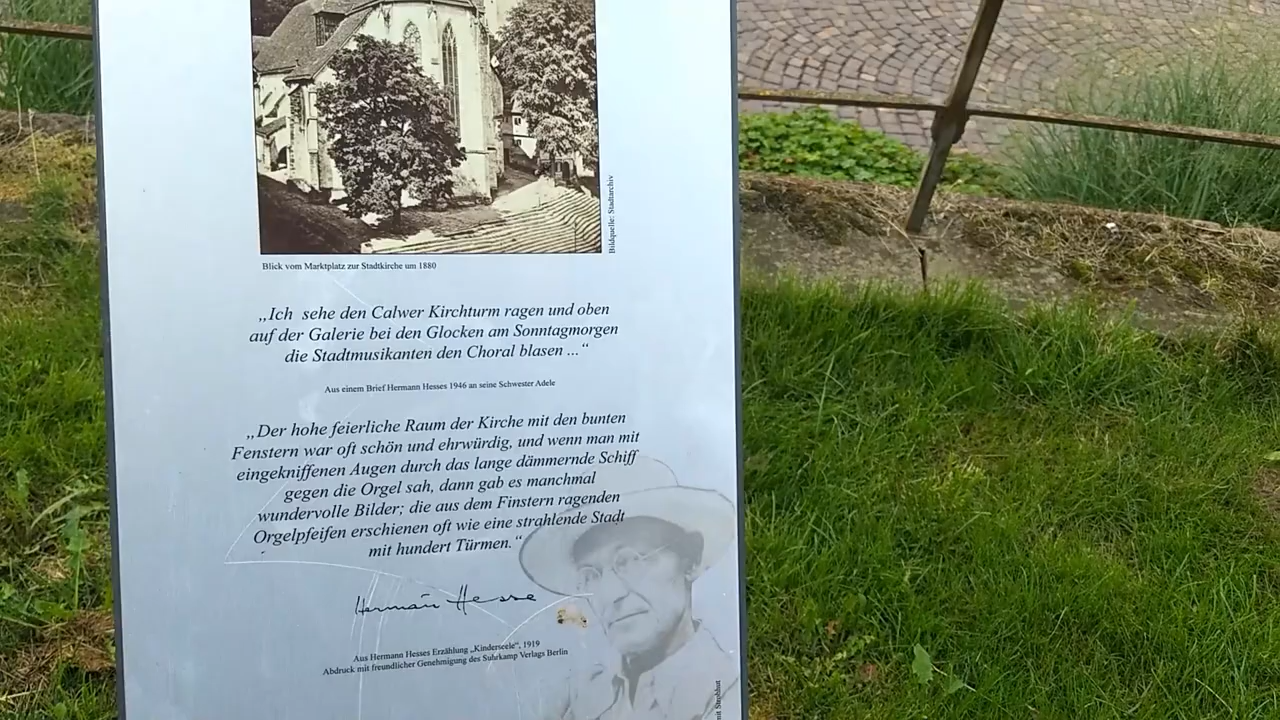 Bildquelle: Stadtarchiv
Blick vom Marktplatz zur Stadtkirche um 1880
„Ich sehe den Calwer Kirchturm ragen und oben
auf der Galerie bei den Glocken am Sonntagmorgen
die Stadtmusikanten den Choral blasen ...“
Aus einem Brief Hermann Hesses 1946 an seine Schwester Adele
„Der hohe feierliche Raum der Kirche mit den bunten
Fenstern war oft schön und ehrwürdig, und wenn man mit
eingekniffenen Augen durch das lange dämmernde Schiff
gegen die Orgel sah, dann gab es manchmal
wundervolle Bilder; die aus dem Finstern ragenden
Orgelpfeifen erschienen oft wie eine strahlende Stadt
mit hundert Türmen.“
Hermann Hesse
Aus Hermann Hesses Erzählung „Kinderseele“, 1919
Abdruck mit freundlicher Genehmigung des Suhrkamp Verlags Berlin
mit Strohhut